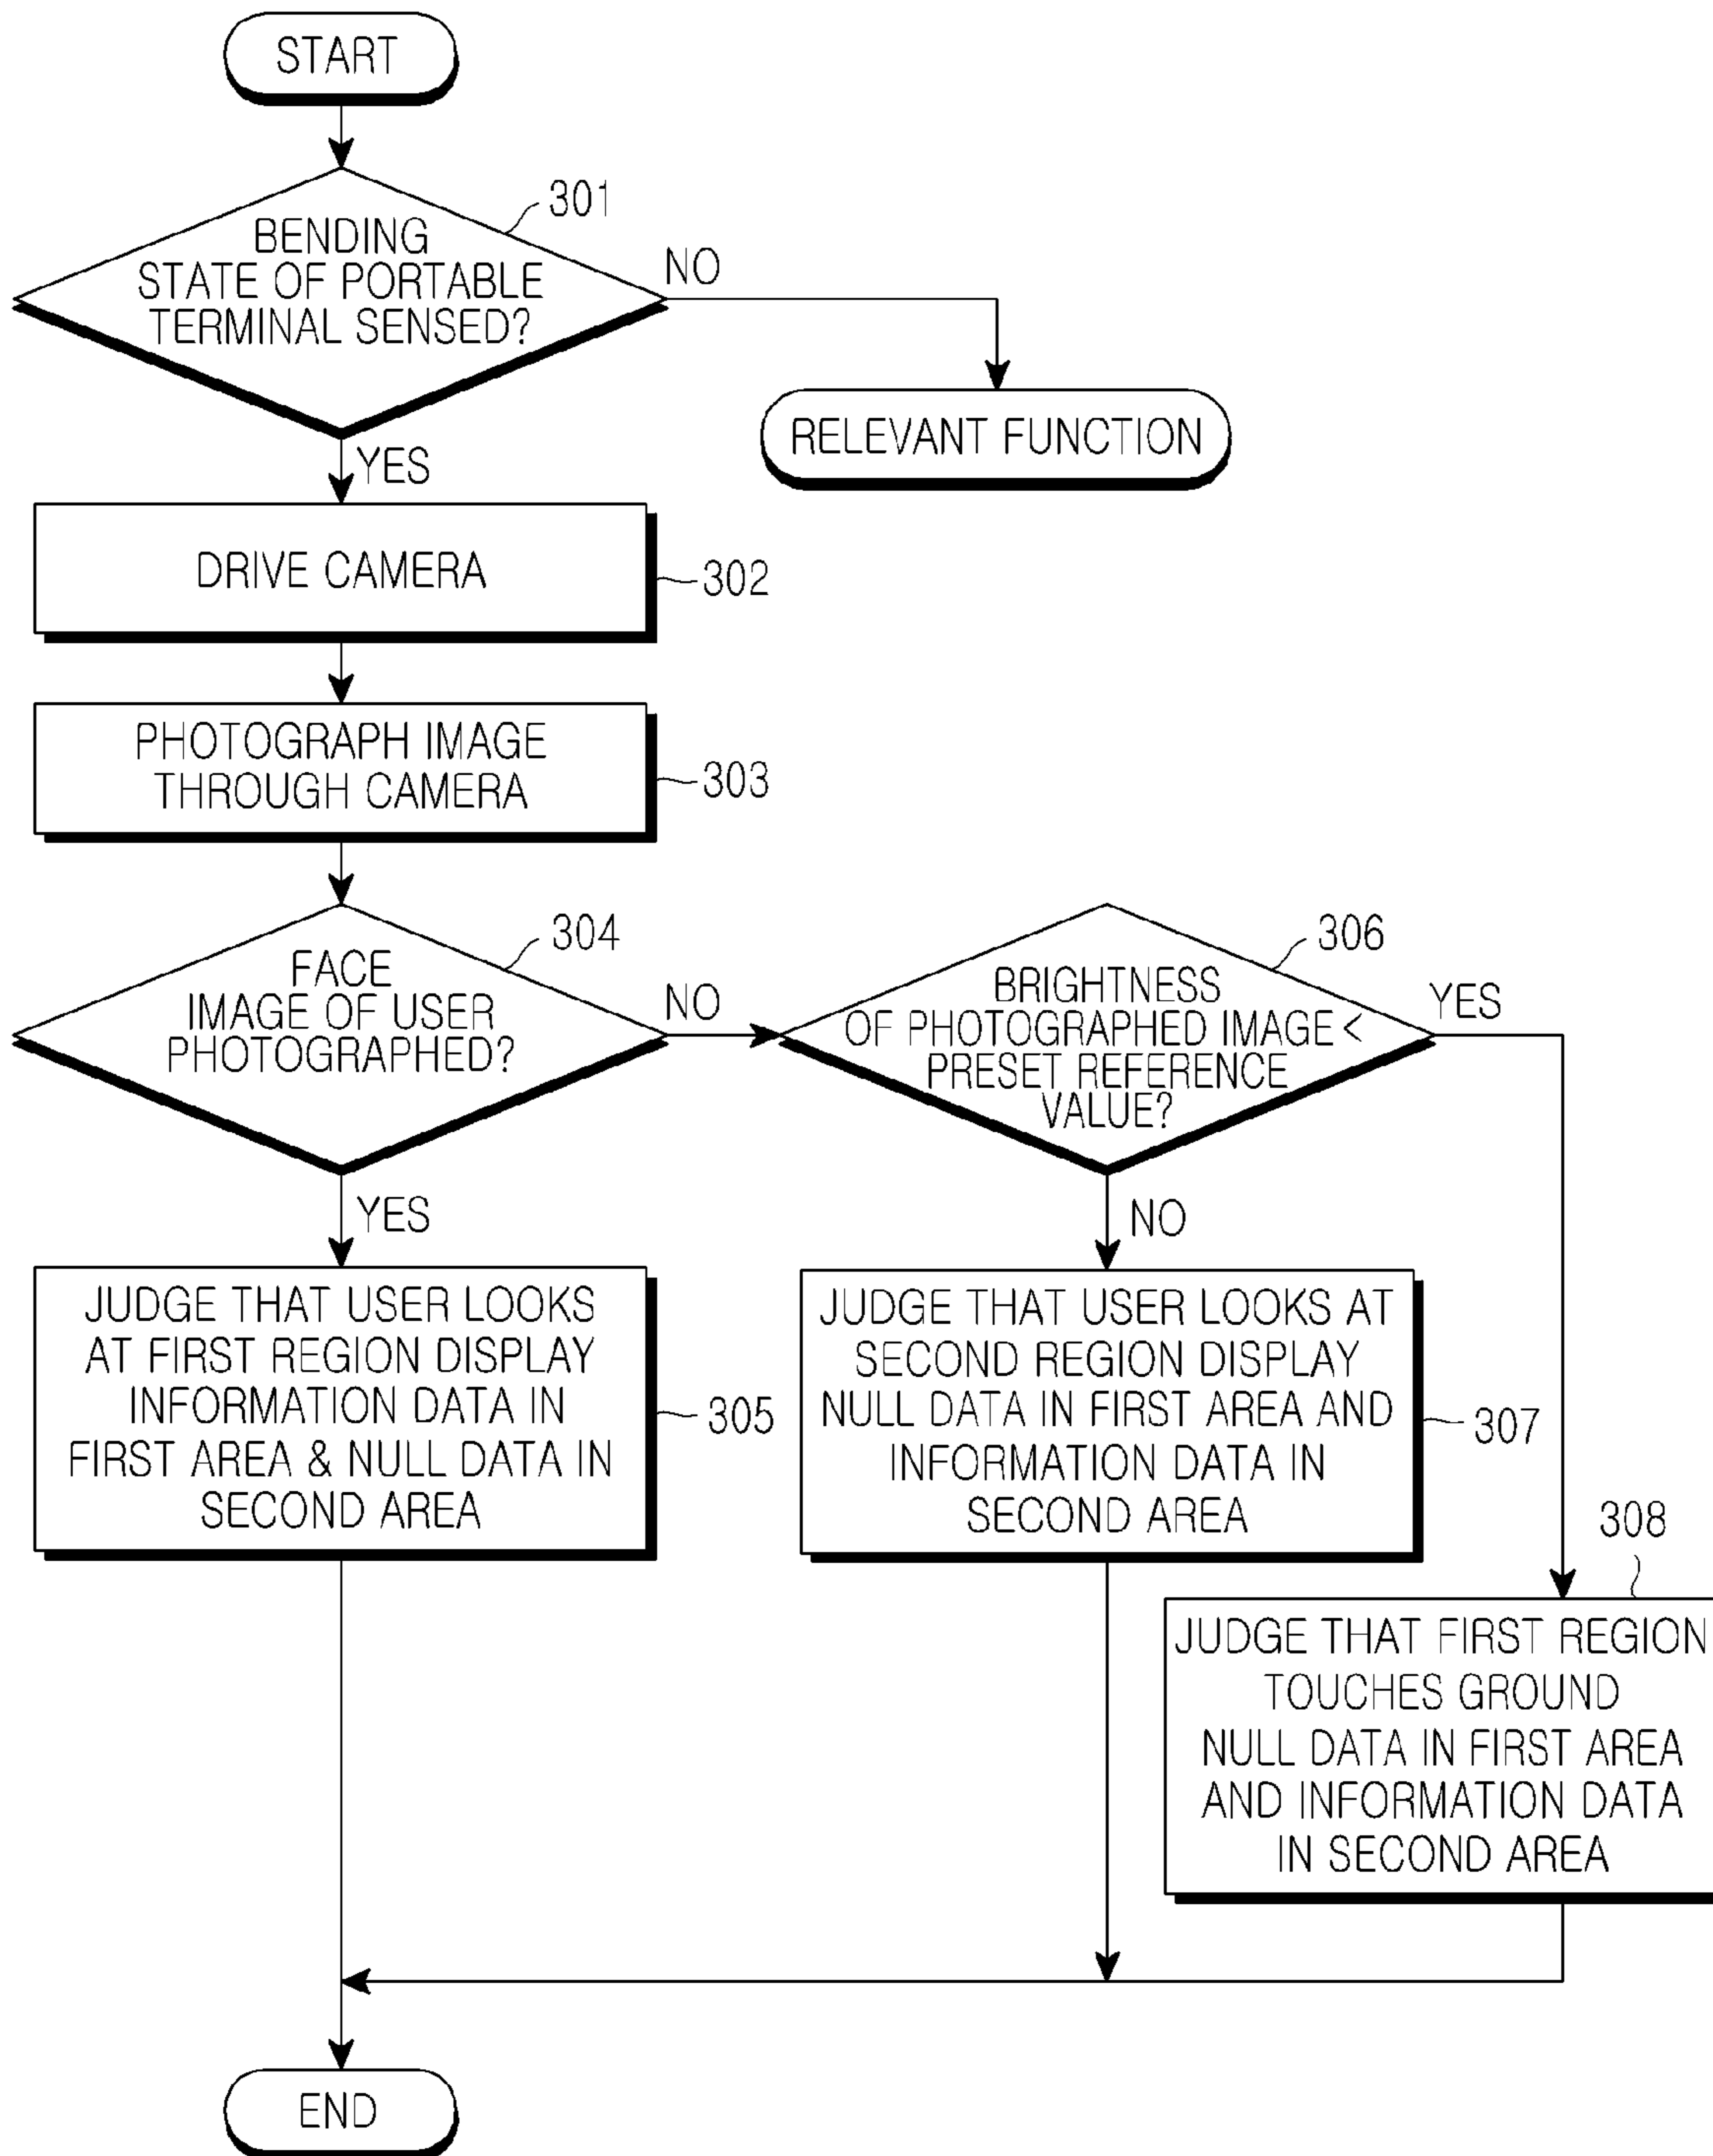 START
301
BENDING
STATE OF PORTABLE
TERMINAL SENSED?
NO
RELEVANT FUNCTION
YES
DRIVE CAMERA
302
PHOTOGRAPH IMAGE
THROUGH CAMERA
303
304
FACE
IMAGE OF USER
PHOTOGRAPHED?
NO
306
BRIGHTNESS
OF PHOTOGRAPHED IMAGE <
PRESET REFERENCE
VALUE?
YES
YES
NO
JUDGE THAT USER LOOKS
AT FIRST REGION DISPLAY
INFORMATION DATA IN
FIRST AREA & NULL DATA IN
SECOND AREA
305
JUDGE THAT USER LOOKS AT
SECOND REGION DISPLAY
NULL DATA IN FIRST AREA AND
INFORMATION DATA IN
SECOND AREA
307
308
JUDGE THAT FIRST REGION
TOUCHES GROUND
NULL DATA IN FIRST AREA
AND INFORMATION DATA
IN SECOND AREA
END